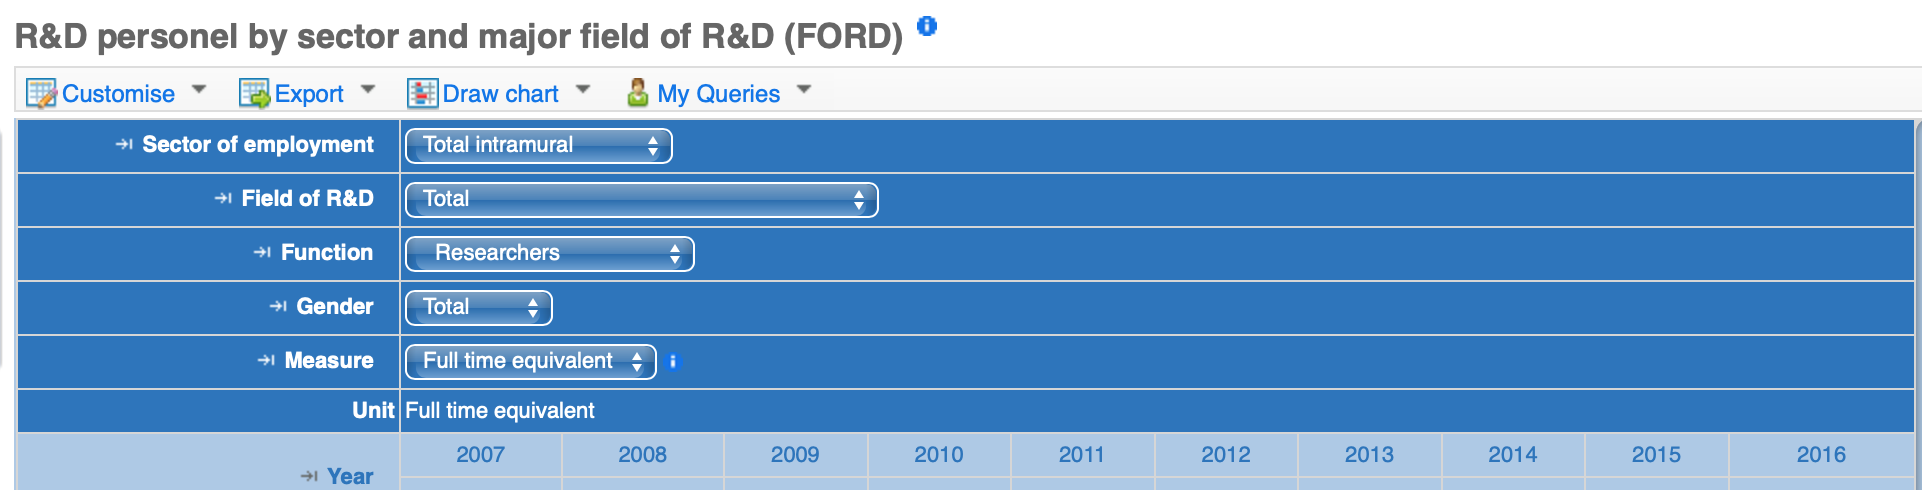 R&D personel by sector and major field of R&D (FORD)
Customise Export Draw chart My Queries
Sector of employment Total intramural
Field of R&D Total
Function Researchers
Gender Total
Measure Full time equivalent
Unit Full time equivalent
2007 2008 2009 2010 2011 2012 2013 2014 2015 2016
Year